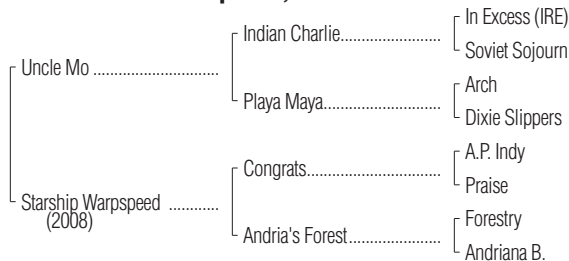 In Excess (IRE)
Indian Charlie
Soviet Sojourn
Uncle Mo
Arch
Playa Maya
Dixie Slippers
A.P. Indy
Congrats
Praise
Starship Warpspeed
(2008)
Forestry
Andria's Forest
Andriana B.